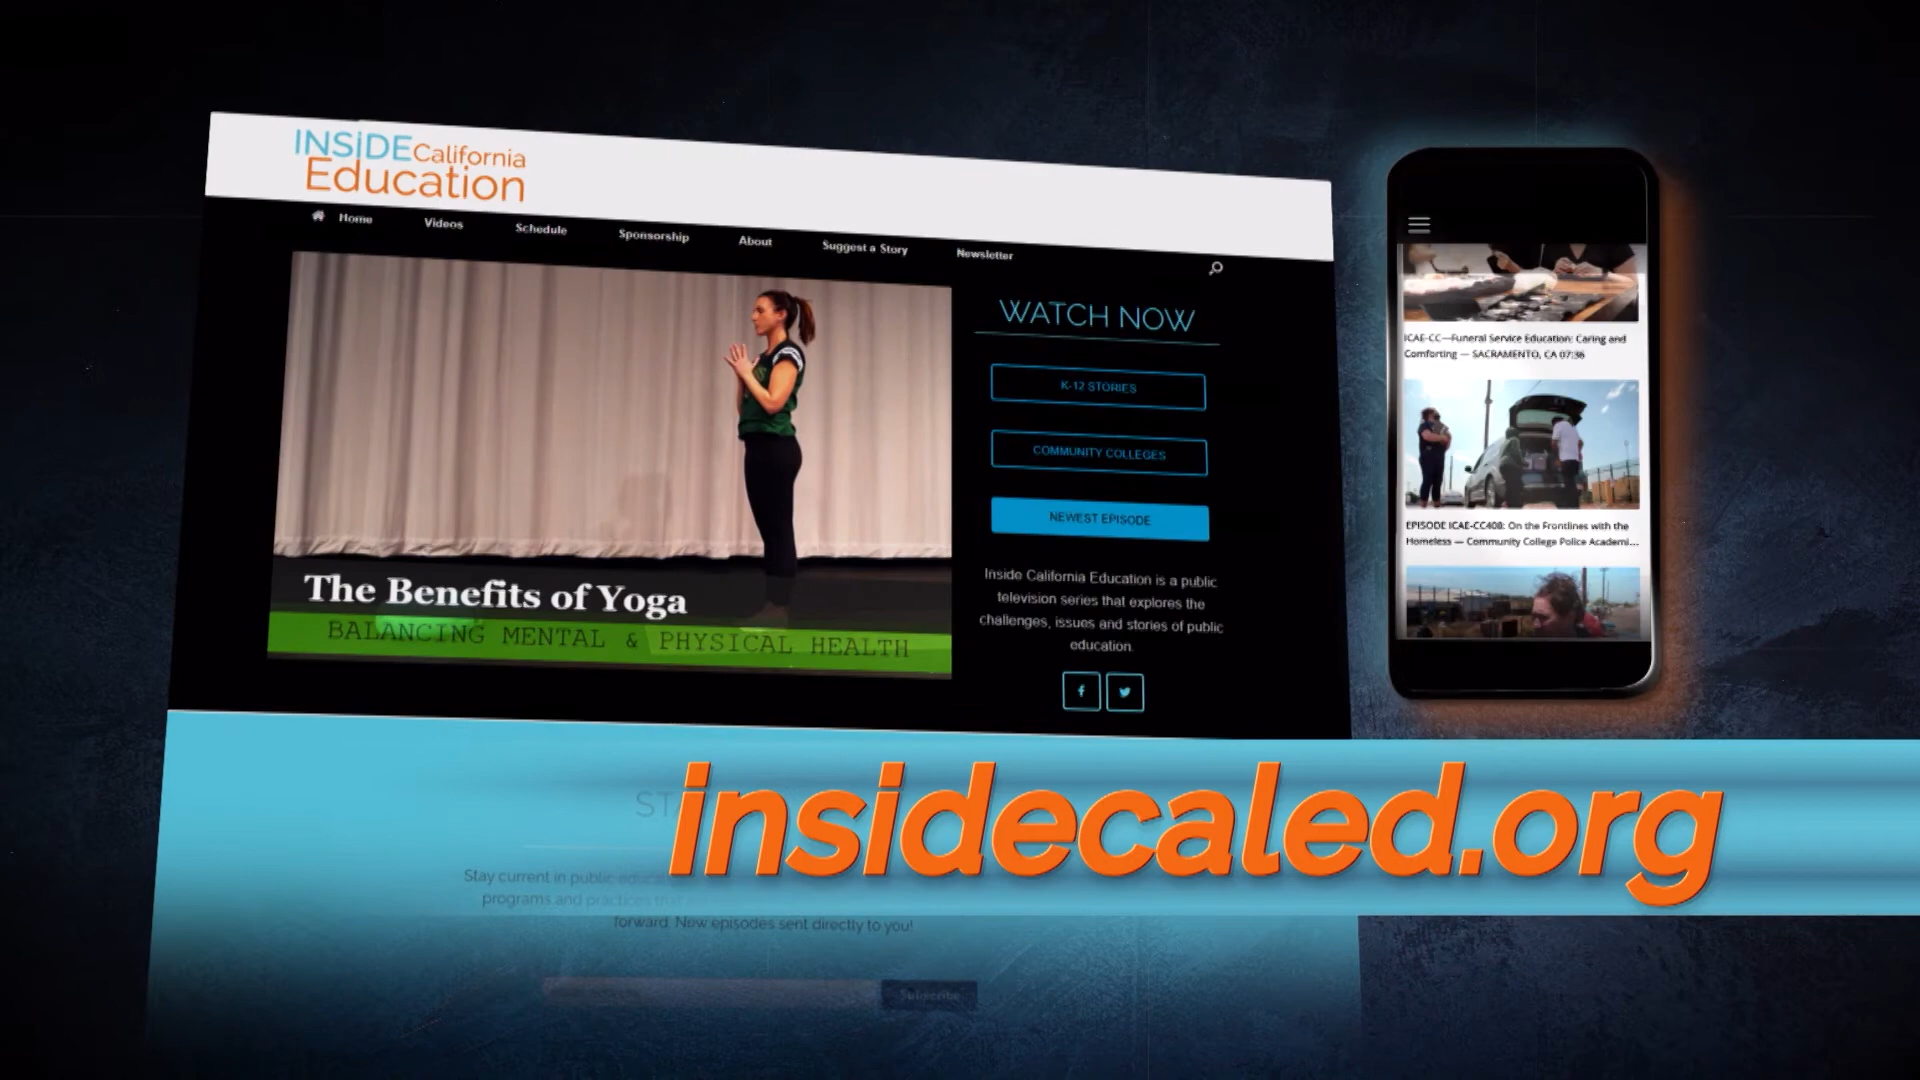 INSiDE California
Education
Home Videos Schedule Sponsorship About Suggest a Story Newsletter
WATCH NOW
K-12 STORIES
COMMUNITY COLLEGES
NEWEST EPISODE
Inside California Education is a public
television series that explores the
challenges, issues and stories of public
education.
The Benefits of Yoga
BALANCING MENTAL & PHYSICAL HEALTH
ICAE-CC—Funeral Service Education: Caring and
Comforting — SACRAMENTO, CA 07:36
EPISODE ICAE-CC408: On the Frontlines with the
Homeless — Community College Police Academi...
insidecaled.org
Stay current in public
programs and practices that
forward. New episodes sent directly to you!
Subscribe